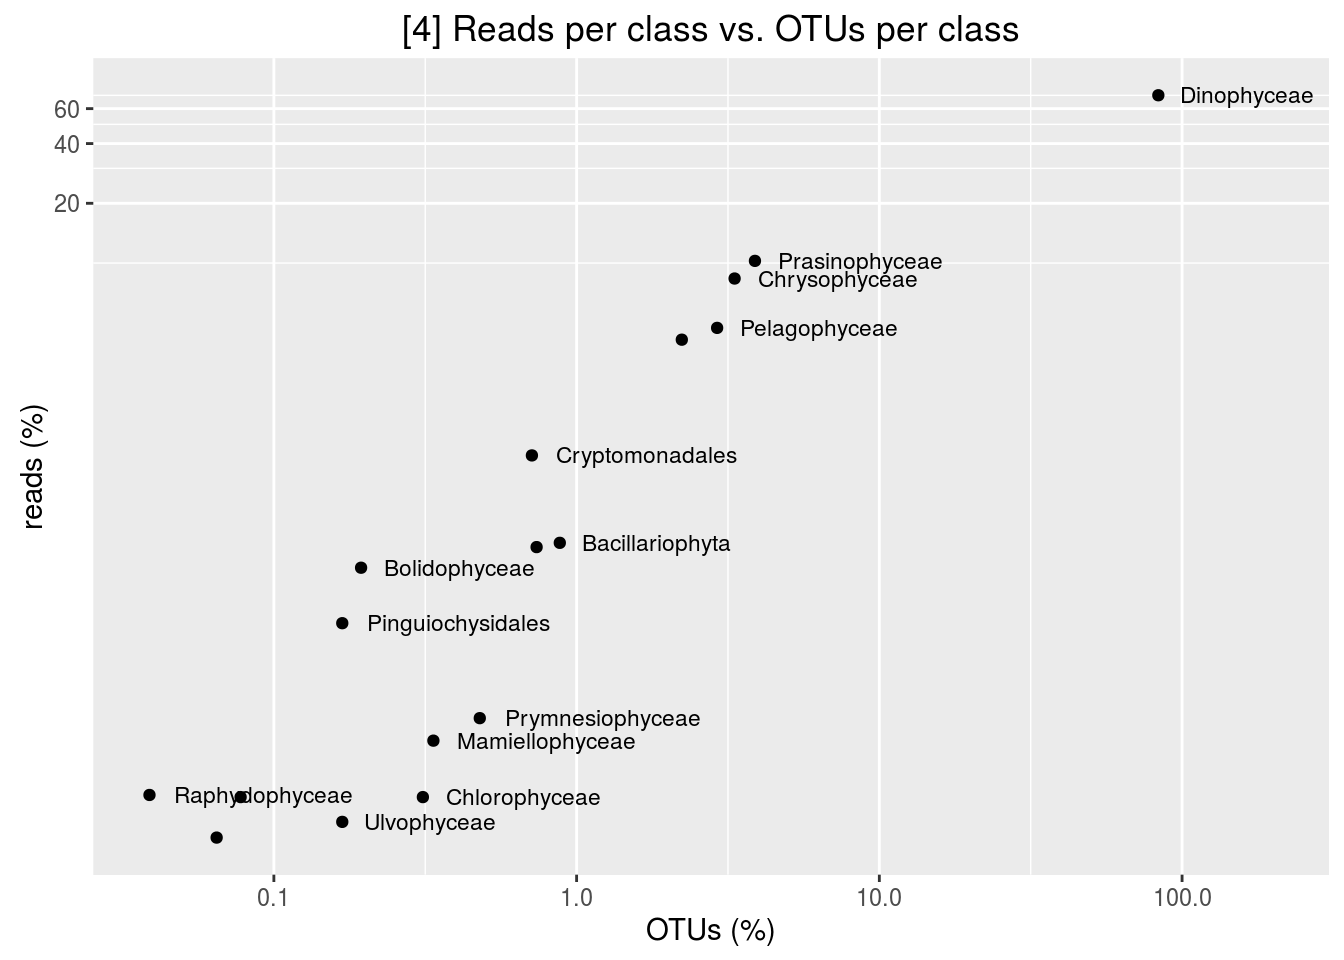 [4] Reads per class vs. OTUs per class
60
40
20
reads (%)
Dinophyceae
Prasinophyceae
Chrysophyceae
Pelagophyceae
Cryptomonadales
Bacillariophyta
Bolidophyceae
Pinguiochysidales
Prymnesiophyceae
Mamiellophyceae
Raphydophyceae
Chlorophyceae
Ulvophyceae
0.1
1.0
10.0
100.0
OTUs (%)